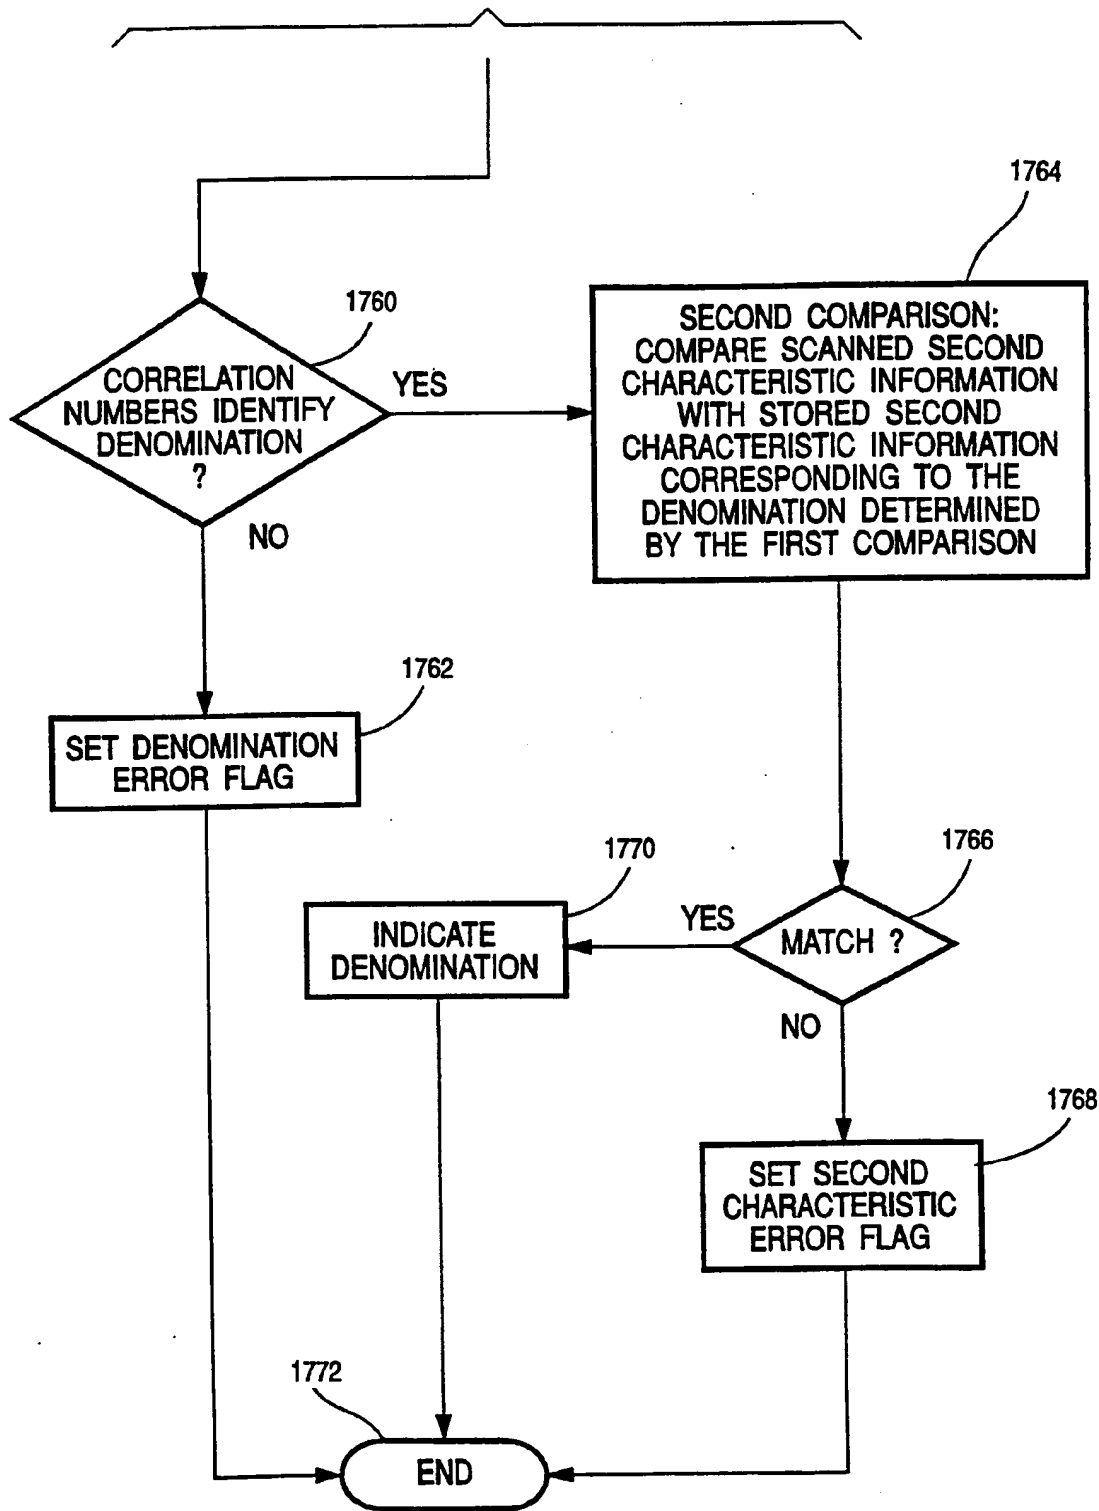 1764
SECOND COMPARISON:
COMPARE SCANNED SECOND
CHARACTERISTIC INFORMATION
WITH STORED SECOND
CHARACTERISTIC INFORMATION
CORRESPONDING TO THE
DENOMINATION DETERMINED
BY THE FIRST COMPARISON
1760
CORRELATION
NUMBERS IDENTIFY
DENOMINATION
?
YES
NO
1762
SET DENOMINATION
ERROR FLAG
1766
MATCH ?
YES
NO
1770
INDICATE
DENOMINATION
1768
SET SECOND
CHARACTERISTIC
ERROR FLAG
1772
END